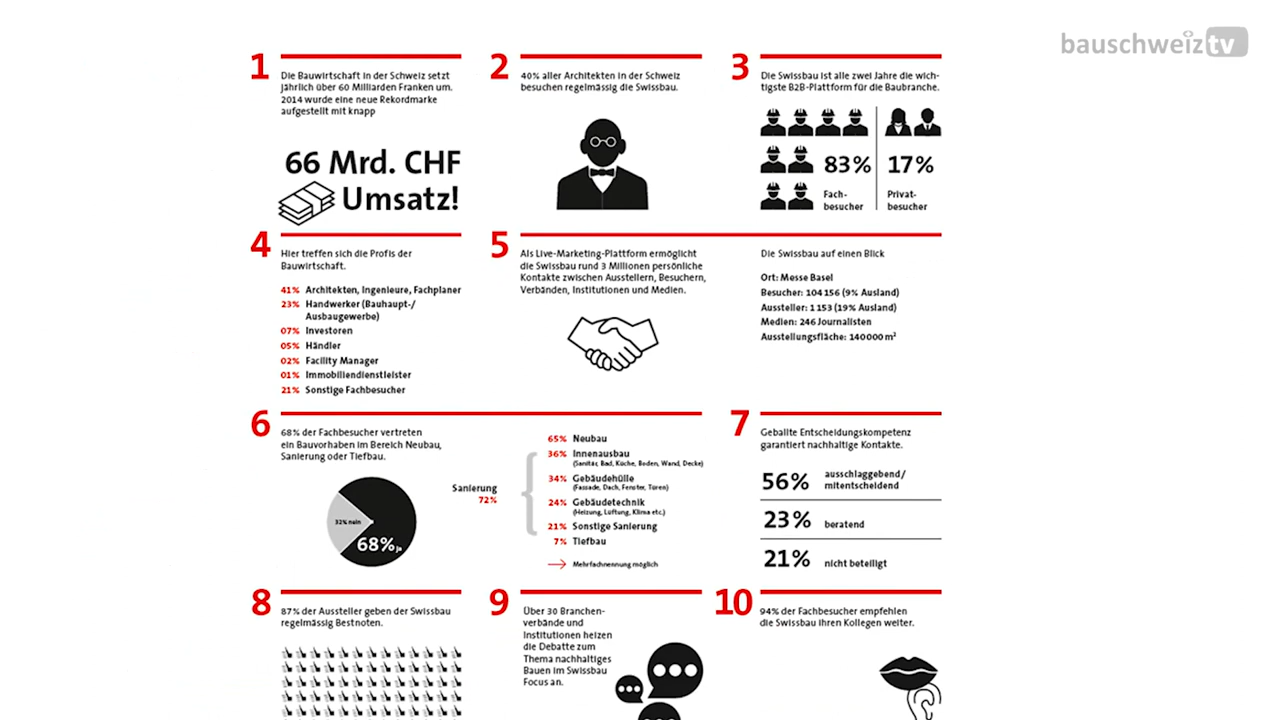 bauschweiz tv
1
Die Bauwirtschaft in der Schweiz setzt
jährlich über 60 Milliarden Franken um.
2014 wurde eine neue Rekordmarke
aufgestellt mit knapp
66 Mrd. CHF
Umsatz!
2
40% aller Architekten in der Schweiz
besuchen regelmässig die Swissbau.
3
Die Swissbau ist alle zwei Jahre die wich-
tigste B2B-Plattform für die Baubranche.
83%
Fach-
besucher
17%
Privat-
besucher
4
Hier treffen sich die Profis der
Bauwirtschaft.
41% Architekten, Ingenieure, Fachplaner
23% Handwerker (Bauhaupt-/
Ausbaugewerbe)
07% Investoren
05% Händler
02% Facility Manager
01% Immobiliendienstleister
21% Sonstige Fachbesucher
5
Als Live-Marketing-Plattform ermöglicht
die Swissbau rund 3 Millionen persönliche
Kontakte zwischen Ausstellern, Besuchern,
Verbänden, Institutionen und Medien.
Die Swissbau auf einen Blick
Ort: Messe Basel
Besucher: 104 156 (9% Ausland)
Aussteller: 1 153 (19% Ausland)
Medien: 246 Journalisten
Ausstellungsfläche: 140 000 m²
6
68% der Fachbesucher vertreten
ein Bauvorhaben im Bereich Neubau,
Sanierung oder Tiefbau.
32% nein
68% ja
Sanierung
72%
65% Neubau
36% Innenausbau
(Sanitär, Bad, Küche, Boden, Wand, Decke)
34% Gebäudehülle
(Fassade, Dach, Fenster, Türen)
24% Gebäudetechnik
(Heizung, Lüftung, Klima etc.)
21% Sonstige Sanierung
7% Tiefbau
Mehrfachnennung möglich
7
Geballte Entscheidungskompetenz
garantiert nachhaltige Kontakte.
56% ausschlaggebend/
mitentscheidend
23% beratend
21% nicht beteiligt
8
87% der Aussteller geben der Swissbau
regelmässig Bestnoten.
9
Über 30 Branchen-
verbände und
Institutionen heizen
die Debatte zum
Thema nachhaltiges
Bauen im Swissbau
Focus an.
10
94% der Fachbesucher empfehlen
die Swissbau ihren Kollegen weiter.